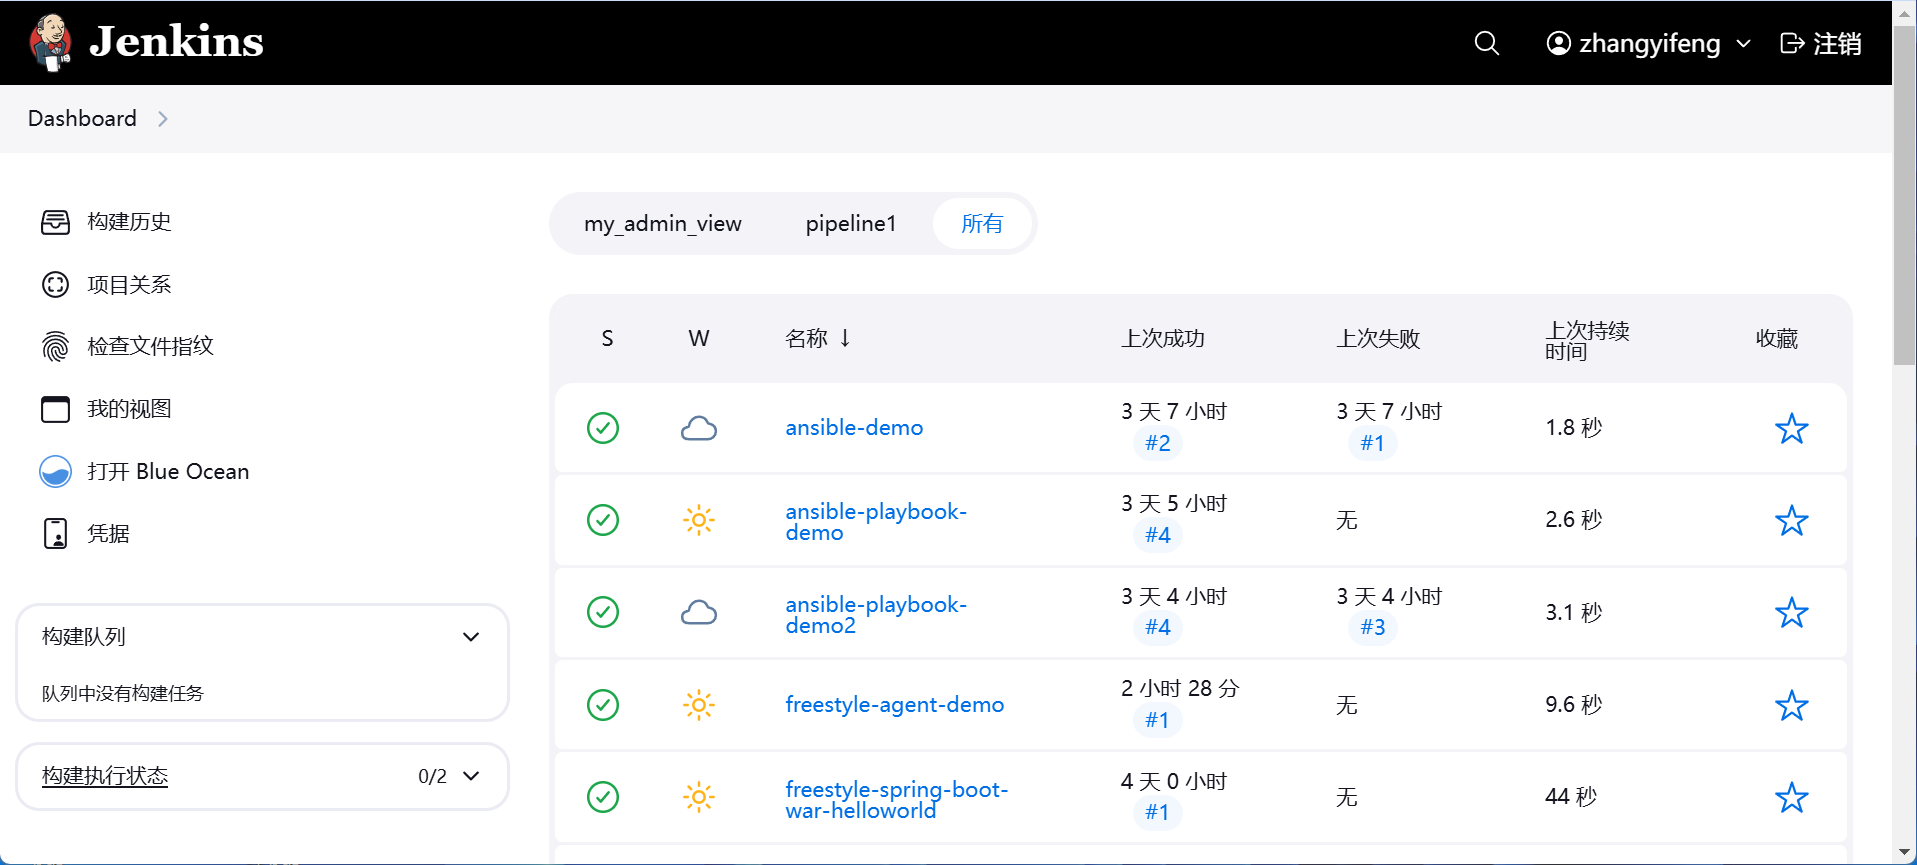 Jenkins
zhangyifeng
注销
Dashboard
构建历史
项目关系
检查文件指纹
我的视图
打开 Blue Ocean
凭据
构建队列
队列中没有构建任务
构建执行状态 0/2
my_admin_view pipeline1 所有
S W 名称 ↓ 上次成功 上次失败 上次持续时间 收藏
ansible-demo 3 天 7 小时 #2 3 天 7 小时 #1 1.8 秒
ansible-playbook-demo 3 天 5 小时 #4 无 2.6 秒
ansible-playbook-demo2 3 天 4 小时 #4 3 天 4 小时 #3 3.1 秒
freestyle-agent-demo 2 小时 28 分 #1 无 9.6 秒
freestyle-spring-boot-war-helloworld 4 天 0 小时 #1 无 44 秒